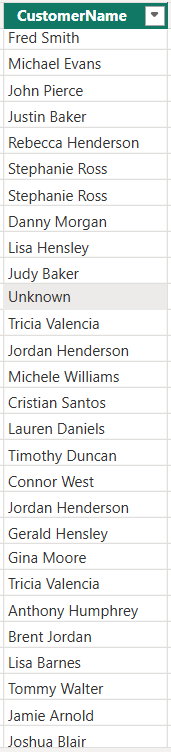 CustomerName
Fred Smith
Michael Evans
John Pierce
Justin Baker
Rebecca Henderson
Stephanie Ross
Stephanie Ross
Danny Morgan
Lisa Hensley
Judy Baker
Unknown
Tricia Valencia
Jordan Henderson
Michele Williams
Cristian Santos
Lauren Daniels
Timothy Duncan
Connor West
Jordan Henderson
Gerald Hensley
Gina Moore
Tricia Valencia
Anthony Humphrey
Brent Jordan
Lisa Barnes
Tommy Walter
Jamie Arnold
Joshua Blair